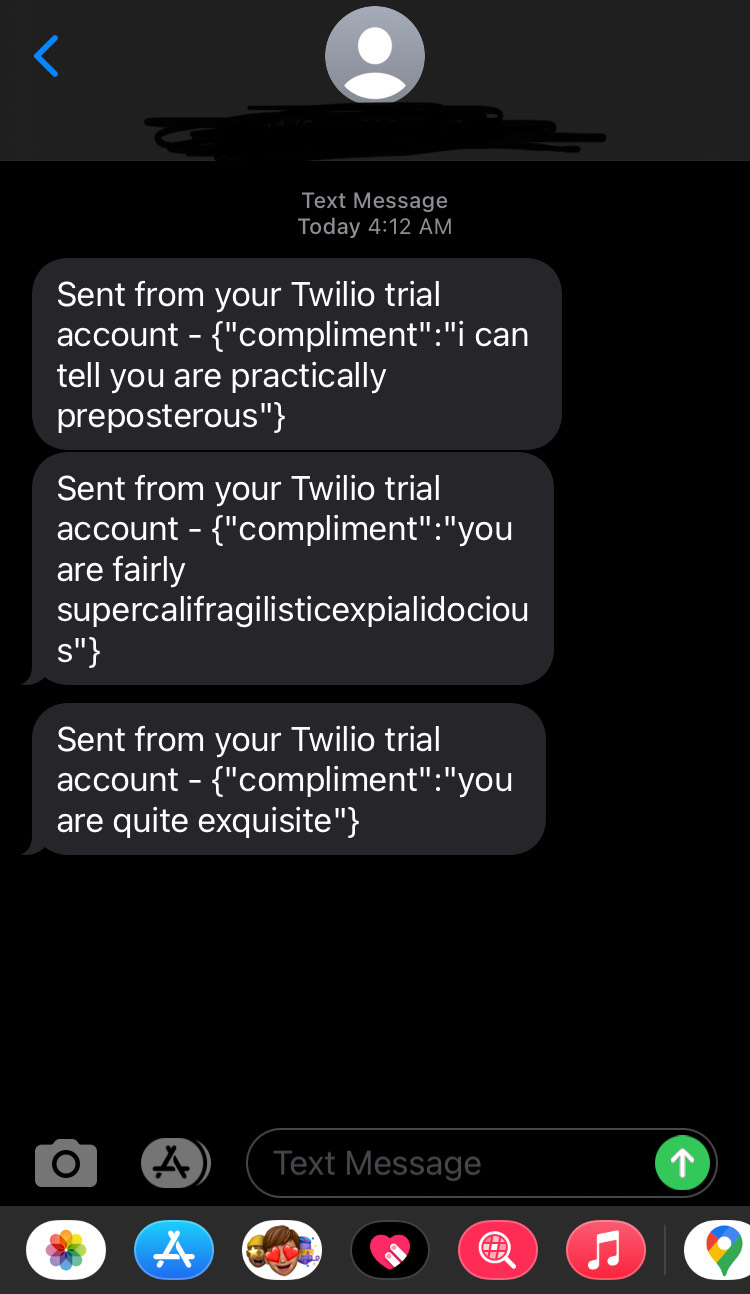 Text Message
Today 4:12 AM
Sent from your Twilio trial
account - {"compliment":"i can
tell you are practically
preposterous"}
Sent from your Twilio trial
account - {"compliment":"you
are fairly
supercalifragilisticexpialidociou
s"}
Sent from your Twilio trial
account - {"compliment":"you
are quite exquisite"}
Text Message